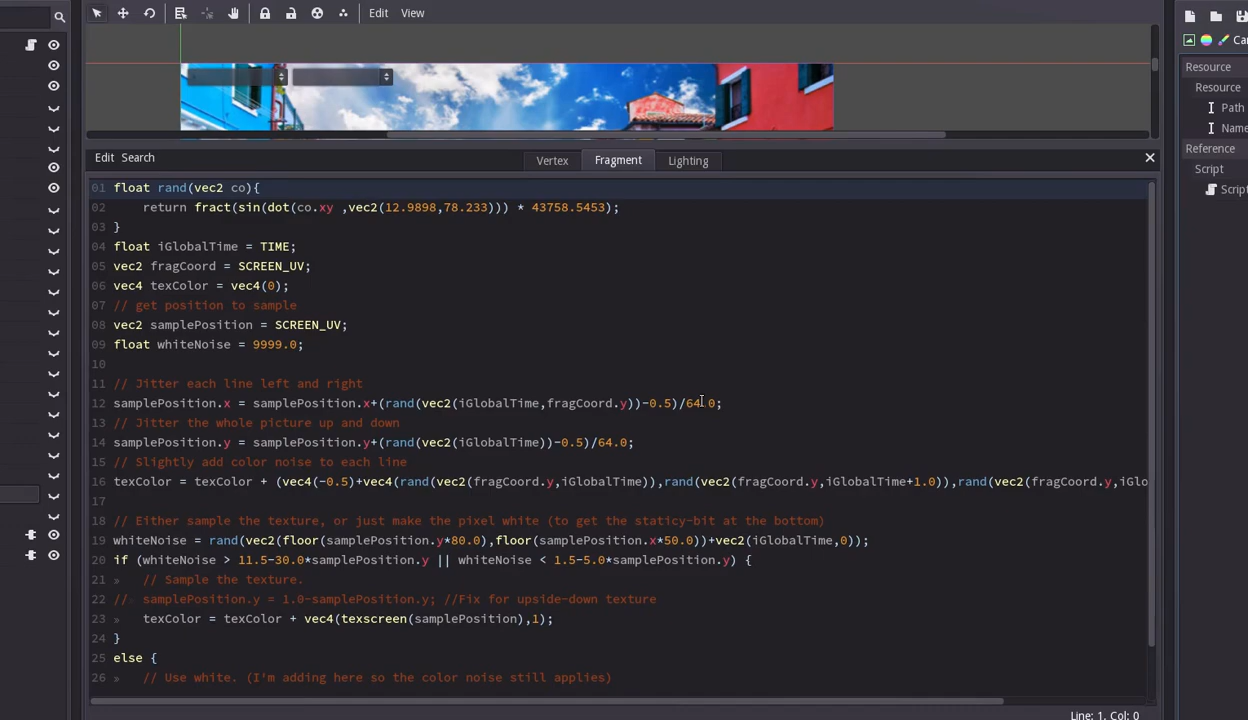 Edit View
Can
Resource
Resource
Path
Name
Reference
Script
Script
Edit Search
Vertex Fragment Lighting
01 float rand(vec2 co){
02 return fract(sin(dot(co.xy ,vec2(12.9898,78.233))) * 43758.5453);
03 }
04 float iGlobalTime = TIME;
05 vec2 fragCoord = SCREEN_UV;
06 vec4 texColor = vec4(0);
07 // get position to sample
08 vec2 samplePosition = SCREEN_UV;
09 float whiteNoise = 9999.0;
10
11 // Jitter each line left and right
12 samplePosition.x = samplePosition.x+(rand(vec2(iGlobalTime,fragCoord.y))-0.5)/64.0;
13 // Jitter the whole picture up and down
14 samplePosition.y = samplePosition.y+(rand(vec2(iGlobalTime))-0.5)/64.0;
15 // Slightly add color noise to each line
16 texColor = texColor + (vec4(-0.5)+vec4(rand(vec2(fragCoord.y,iGlobalTime)),rand(vec2(fragCoord.y,iGlobalTime+1.0)),rand(vec2(fragCoord.y,iGlo
17
18 // Either sample the texture, or just make the pixel white (to get the staticy-bit at the bottom)
19 whiteNoise = rand(vec2(floor(samplePosition.y*80.0),floor(samplePosition.x*50.0))+vec2(iGlobalTime,0));
20 if (whiteNoise > 11.5-30.0*samplePosition.y || whiteNoise < 1.5-5.0*samplePosition.y) {
21 » // Sample the texture.
22 // samplePosition.y = 1.0-samplePosition.y; //Fix for upside-down texture
23 » texColor = texColor + vec4(texscreen(samplePosition),1);
24 }
25 else {
26 » // Use white. (I'm adding here so the color noise still applies)
Line: 1, Col: 0